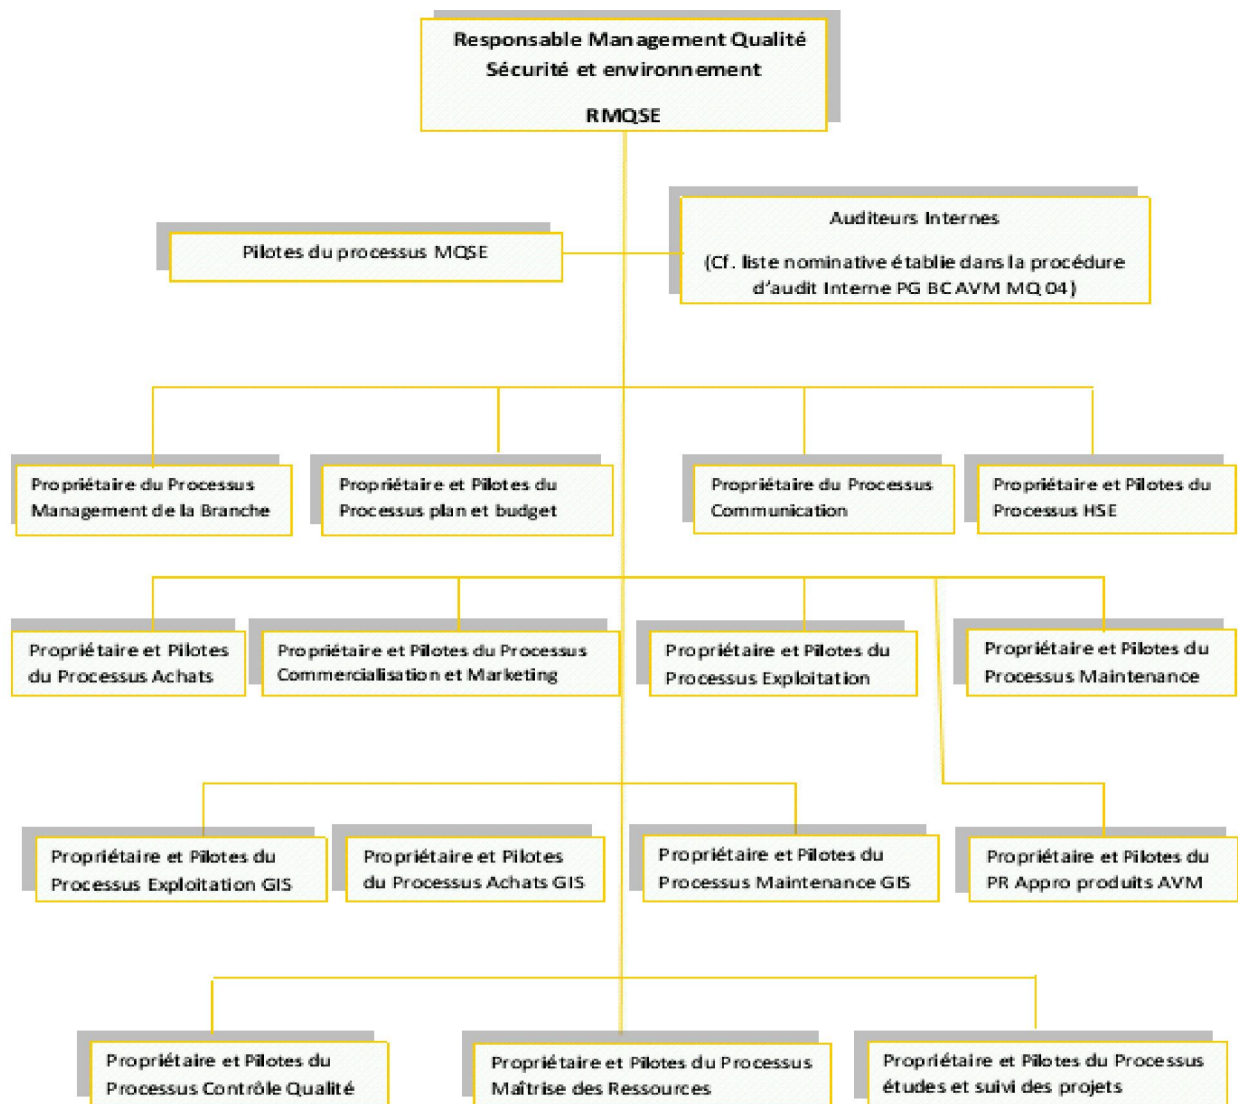 Responsable Management Qualité
Sécurité et environnement
RMQSE
Pilotes du processus MQSE
Auditeurs Internes
(Cf. liste nominative établie dans la procédure
d'audit Interne PG BC AVM MQ 04)
Propriétaire du Processus
Management de la Branche
Propriétaire et Pilotes du
Processus plan et budget
Propriétaire du Processus
Communication
Propriétaire et Pilotes du
Processus HSE
Propriétaire et Pilotes
du Processus Achats
Propriétaire et Pilotes du Processus
Commercialisation et Marketing
Propriétaire et Pilotes du
Processus Exploitation
Propriétaire et Pilotes du
Processus Maintenance
Propriétaire et Pilotes du
Processus Exploitation GIS
Propriétaire et Pilotes
du Processus Achats GIS
Propriétaire et Pilotes du
Processus Maintenance GIS
Propriétaire et Pilotes du
PR Appro produits AVM
Propriétaire et Pilotes du
Processus Contrôle Qualité
Propriétaire et Pilotes du Processus
Maîtrise des Ressources
Propriétaire et Pilotes du Processus
études et suivi des projets